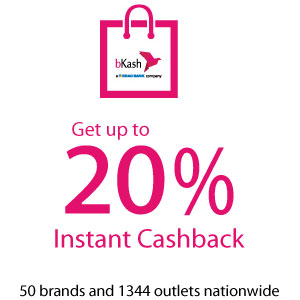 bKash
a BRAC BANK company
Get up to
20%
Instant Cashback
50 brands and 1344 outlets nationwide